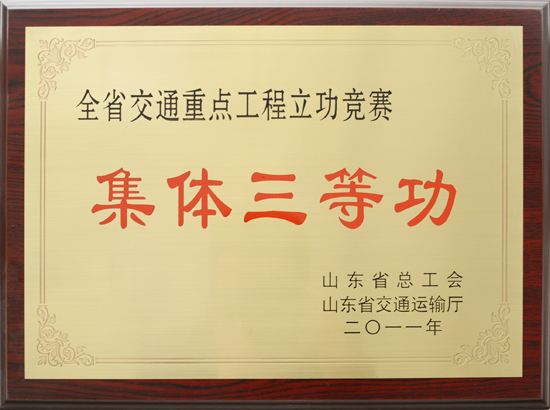 全省交通重点工程立功竞赛
集体三等功
山东省总工会
山东省交通运输厅
二〇一一年